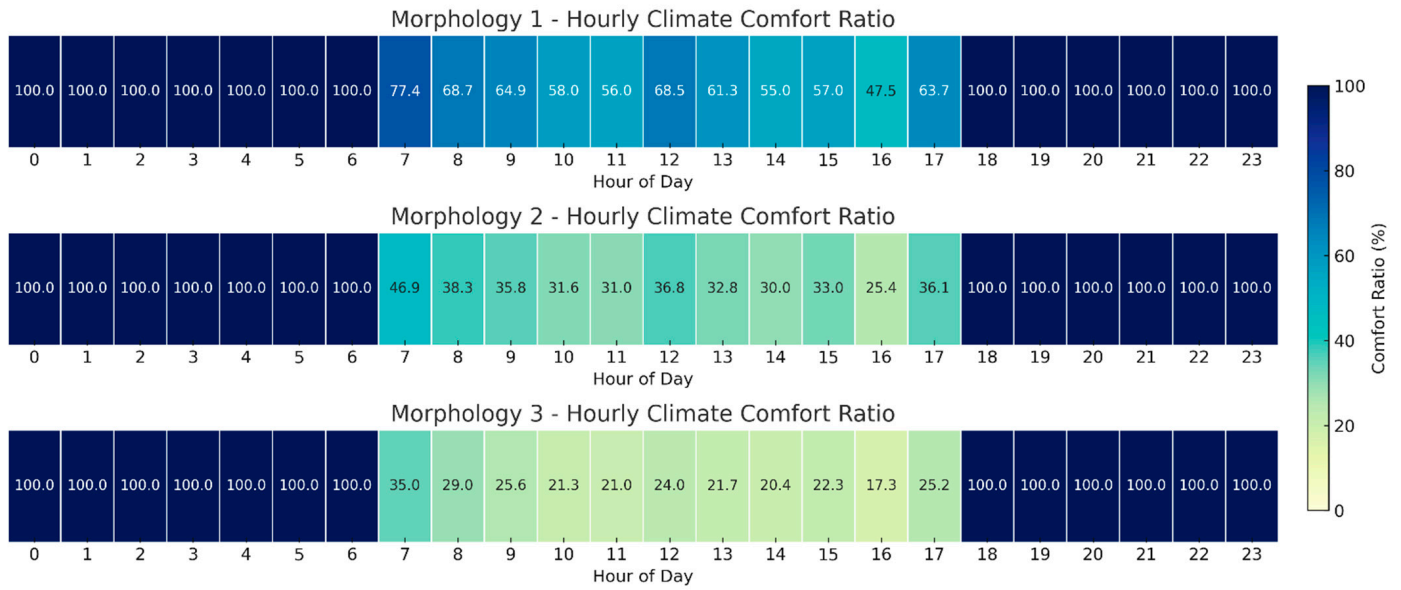 Morphology 1 - Hourly Climate Comfort Ratio
100.0 100.0 100.0 100.0 100.0 100.0 100.0 77.4 68.7 64.9 58.0 56.0 68.5 61.3 55.0 57.0 47.5 63.7 100.0 100.0 100.0 100.0 100.0 100.0
0 1 2 3 4 5 6 7 8 9 10 11 12 13 14 15 16 17 18 19 20 21 22 23
Hour of Day
Morphology 2 - Hourly Climate Comfort Ratio
100.0 100.0 100.0 100.0 100.0 100.0 100.0 46.9 38.3 35.8 31.6 31.0 36.8 32.8 30.0 33.0 25.4 36.1 100.0 100.0 100.0 100.0 100.0 100.0
0 1 2 3 4 5 6 7 8 9 10 11 12 13 14 15 16 17 18 19 20 21 22 23
Hour of Day
Morphology 3 - Hourly Climate Comfort Ratio
100.0 100.0 100.0 100.0 100.0 100.0 100.0 35.0 29.0 25.6 21.3 21.0 24.0 21.7 20.4 22.3 17.3 25.2 100.0 100.0 100.0 100.0 100.0 100.0
0 1 2 3 4 5 6 7 8 9 10 11 12 13 14 15 16 17 18 19 20 21 22 23
Hour of Day
100
80
60
40
20
0
Comfort Ratio (%)